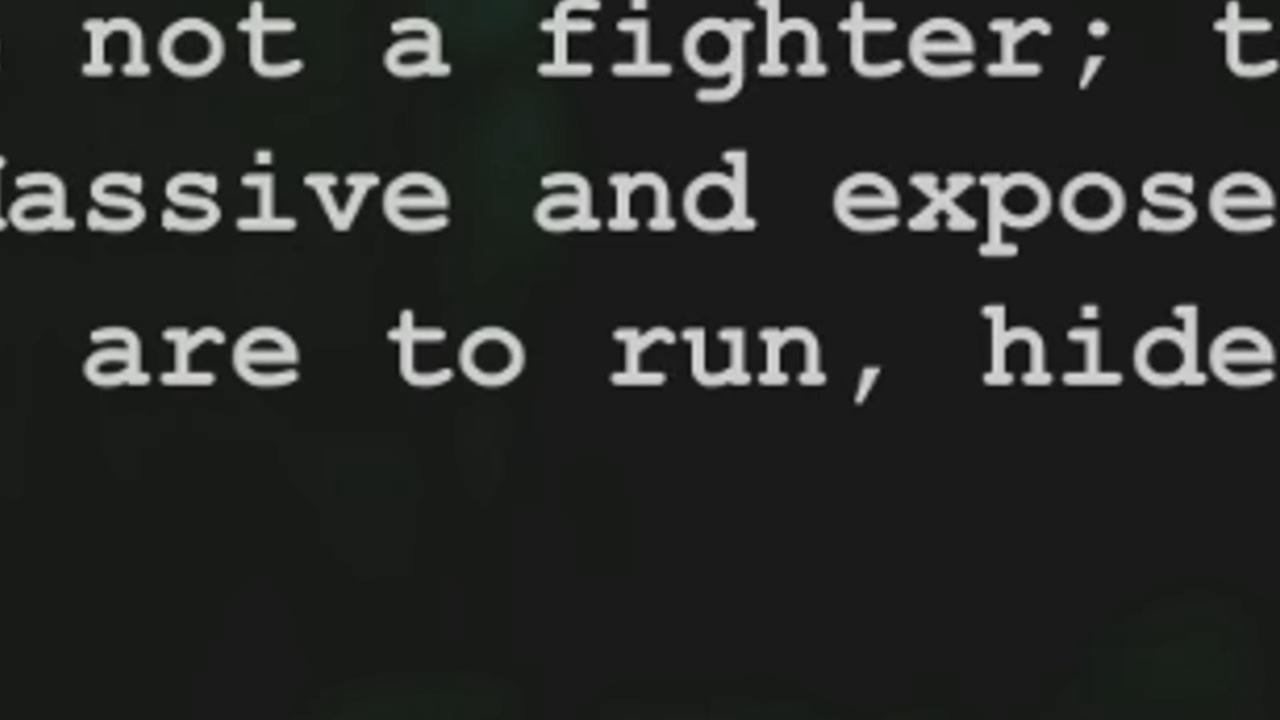 not a fighter; t
assive and expose
are to run, hide